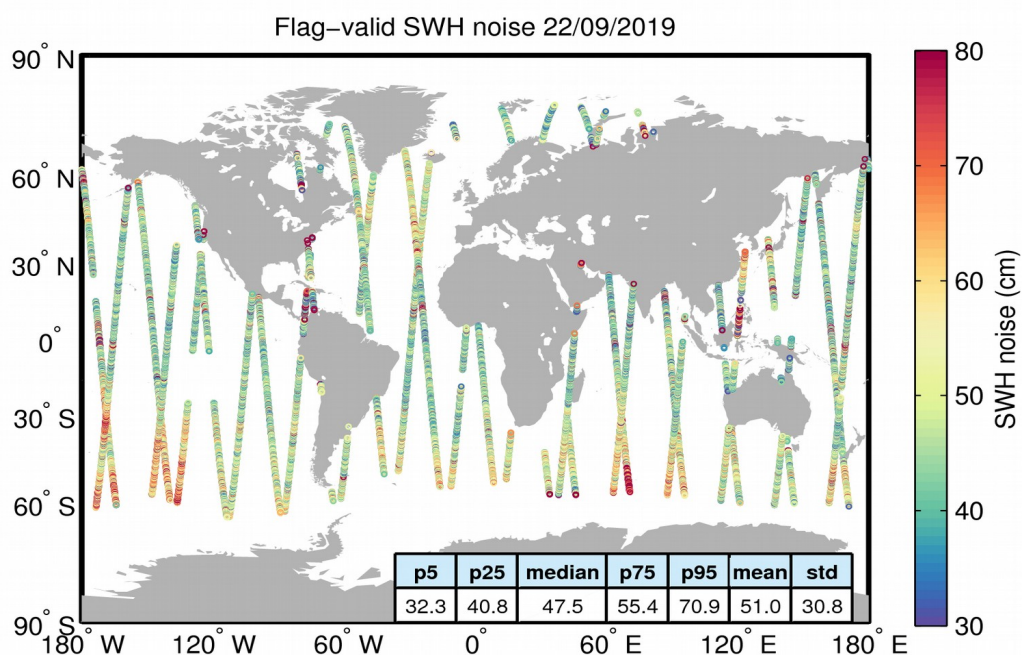 Flag−valid SWH noise 22/09/2019
90° N
60° N
30° N
0°
30° S
60° S
90° S
180° W
120° W
60° W
0°
60° E
120° E
180° E
p5 p25 median p75 p95 mean std
32.3 40.8 47.5 55.4 70.9 51.0 30.8
80
70
60
50
40
30
SWH noise (cm)